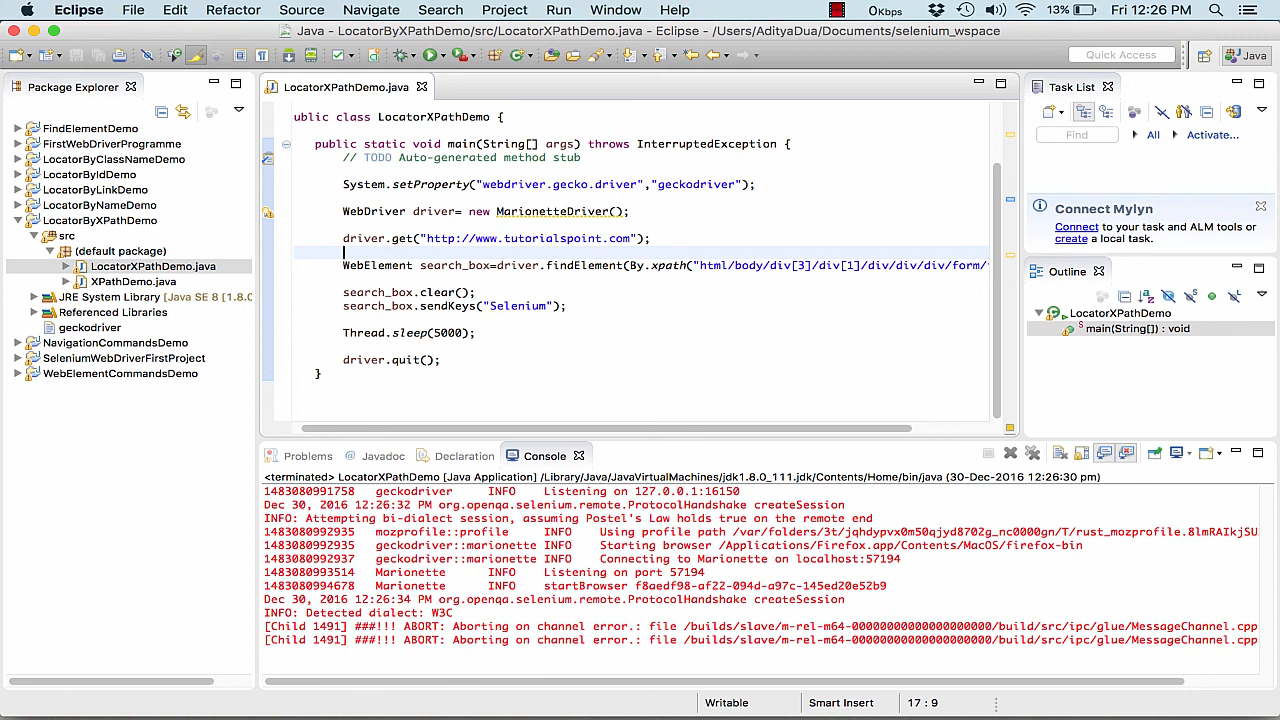 Eclipse File Edit Refactor Source Navigate Search Project Run Window Help 0Kbps 13% Fri 12:26 PM
Java - LocatorByXPathDemo/src/LocatorXPathDemo.java - Eclipse - /Users/AdityaDua/Documents/selenium_wspace
Quick Access Java
Package Explorer
FindElementDemo
FirstWebDriverProgramme
LocatorByClassNameDemo
LocatorByIdDemo
LocatorByLinkDemo
LocatorByNameDemo
LocatorByXPathDemo
src
(default package)
LocatorXPathDemo.java
XPathDemo.java
JRE System Library [Java SE 8 [1.8.0
Referenced Libraries
geckodriver
NavigationCommandsDemo
SeleniumWebDriverFirstProject
WebElementCommandsDemo
LocatorXPathDemo.java
ublic class LocatorXPathDemo {
public static void main(String[] args) throws InterruptedException {
// TODO Auto-generated method stub
System.setProperty("webdriver.gecko.driver","geckodriver");
WebDriver driver= new MarionetteDriver();
driver.get("http://www.tutorialspoint.com");
WebElement search_box=driver.findElement(By.xpath("html/body/div[3]/div[1]/div/div/div/form/
search_box.clear();
search_box.sendKeys("Selenium");
Thread.sleep(5000);
driver.quit();
}
Task List
Find All Activate...
Connect Mylyn
Connect to your task and ALM tools or
create a local task.
Outline
LocatorXPathDemo
main(String[]) : void
Problems @ Javadoc Declaration Console
<terminated> LocatorXPathDemo [Java Application] /Library/Java/JavaVirtualMachines/jdk1.8.0_111.jdk/Contents/Home/bin/java (30-Dec-2016 12:26:30 PM)
1483080991758 geckodriver INFO Listening on 127.0.0.1:16150
Dec 30, 2016 12:26:32 PM org.openqa.selenium.remote.ProtocolHandshake createSession
INFO: Attempting bi-dialect session, assuming Postel's Law holds true on the remote end
1483080992935 mozprofile::profile INFO Using profile path /var/folders/3t/jqhdypvx0m50qjyd8702g_nc0000gn/T/rust_mozprofile.8lmRAIkjSU
1483080992935 geckodriver::marionette INFO Starting browser /Applications/Firefox.app/Contents/MacOS/firefox-bin
1483080992937 geckodriver::marionette INFO Connecting to Marionette on localhost:57194
1483080993514 Marionette INFO Listening on port 57194
1483080994678 Marionette INFO startBrowser f8aedf98-af22-094d-a97c-145ed20e52b9
Dec 30, 2016 12:26:34 PM org.openqa.selenium.remote.ProtocolHandshake createSession
INFO: Detected dialect: W3C
[Child 1491] ###!!! ABORT: Aborting on channel error.: file /builds/slave/m-rel-m64-0000000000000000000000/build/src/ipc/glue/MessageChannel.cpp
[Child 1491] ###!!! ABORT: Aborting on channel error.: file /builds/slave/m-rel-m64-0000000000000000000000/build/src/ipc/glue/MessageChannel.cpp
Writable Smart Insert 17 : 9